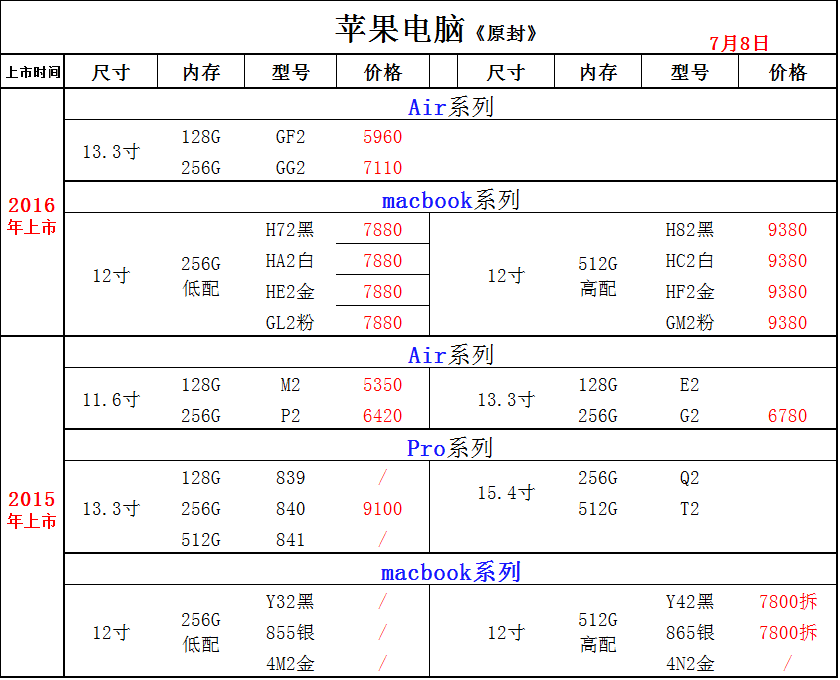 苹果电脑《原封》
7月8日
上市时间 尺寸 内存 型号 价格 尺寸 内存 型号 价格
2016
年上市
Air系列
13.3寸
128G GF2 5960
256G GG2 7110
macbook系列
12寸
256G
低配
H72黑 7880
HA2白 7880
HE2金 7880
GL2粉 7880
12寸
512G
高配
H82黑 9380
HC2白 9380
HF2金 9380
GM2粉 9380
2015
年上市
Air系列
11.6寸
128G M2 5350
256G P2 6420
13.3寸
128G E2
256G G2 6780
Pro系列
13.3寸
128G 839 /
256G 840 9100
512G 841 /
15.4寸
256G Q2
512G T2
macbook系列
12寸
256G
低配
Y32黑 /
855银 /
4M2金 /
12寸
512G
高配
Y42黑 7800拆
865银 7800拆
4N2金 /